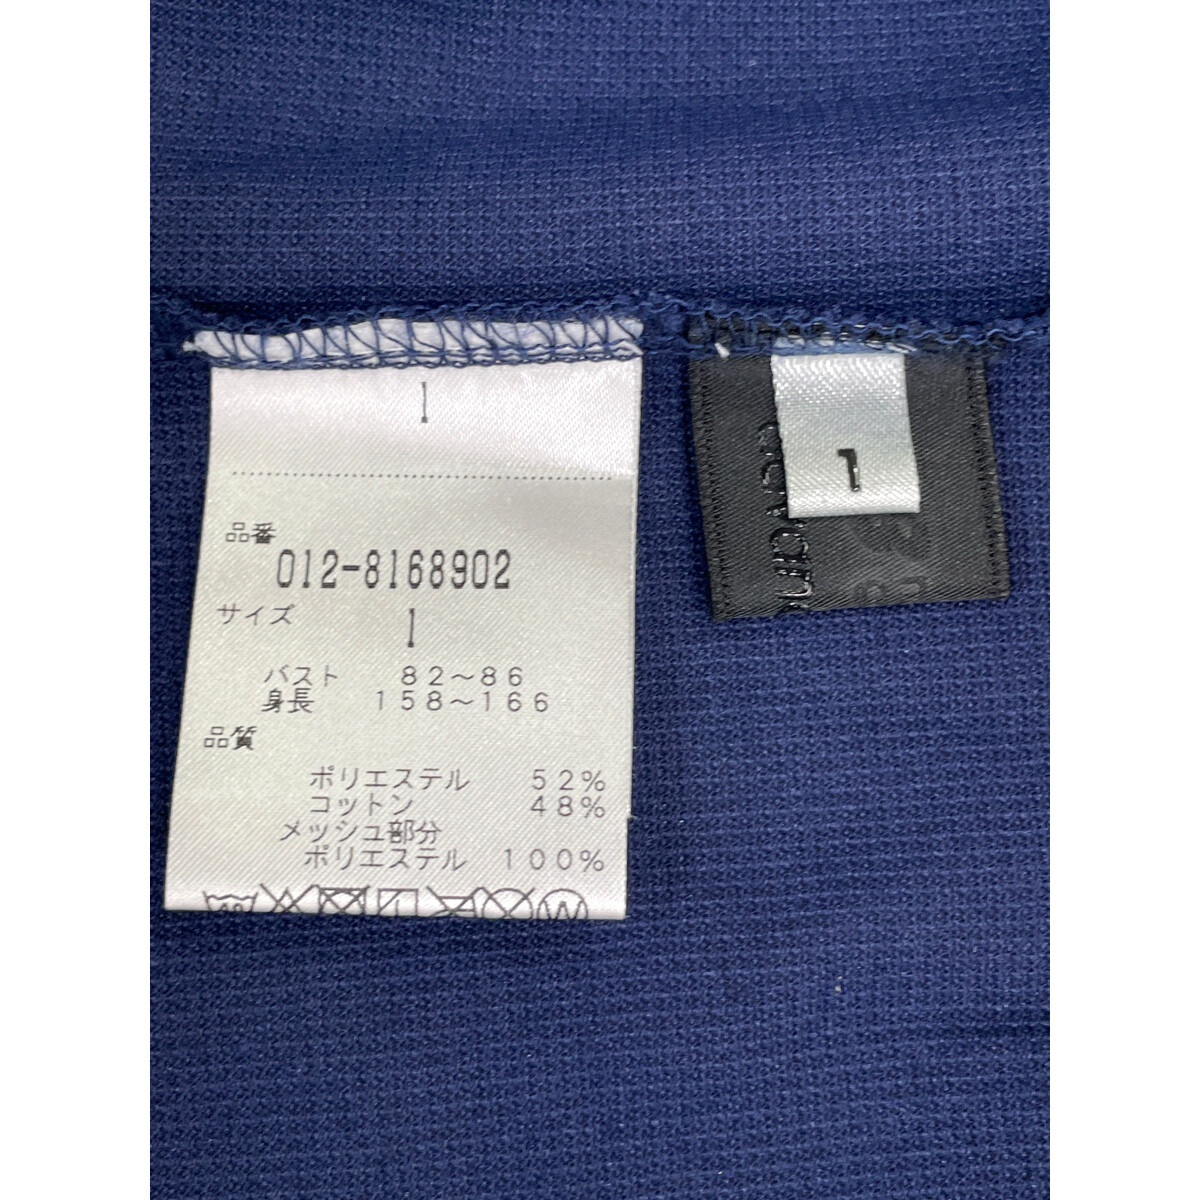 1
品番
012-8168902
サイズ
1
バスト 82～86
身長 158～166
品質
ポリエステル 52%
コットン 48%
メッシュ部分
ポリエステル 100%
40
W
1